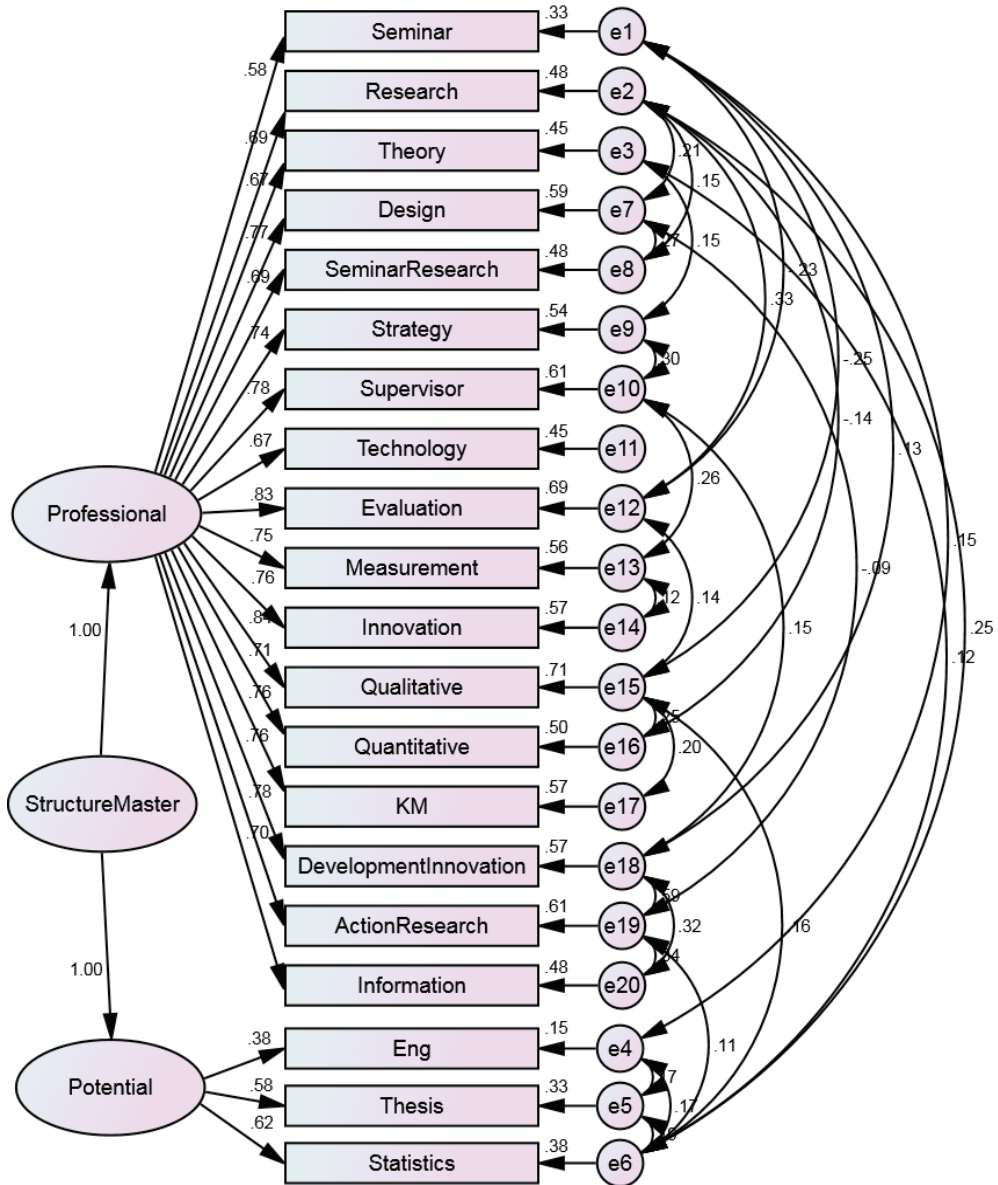 .33
Seminar
e1
.58
.48
Research
e2
.69
.45
Theory
e3
.21
.67
.15
.59
Design
e7
.77
.15
.48
SeminarResearch
e8
-.23
.69
.33
.54
Strategy
e9
.74
.30
-.25
.61
Supervisor
e10
.78
-.14
.67
.45
Technology
e11
.13
.26
.83
.69
Evaluation
e12
Professional
.75
.15
.56
Measurement
e13
-.09
.76
.12
.14
.57
Innovation
e14
1.00
.84
.15
.25
.71
.12
.71
Qualitative
e15
.76
.50
Quantitative
e16
.20
.76
.57
KM
e17
StructureMaster
.78
.70
.57
DevelopmentInnovation
e18
.61
ActionResearch
e19
.32
.16
.48
Information
e20
1.00
.38
.15
Eng
e4
.11
Potential
.58
.33
Thesis
e5
.17
.62
.38
Statistics
e6